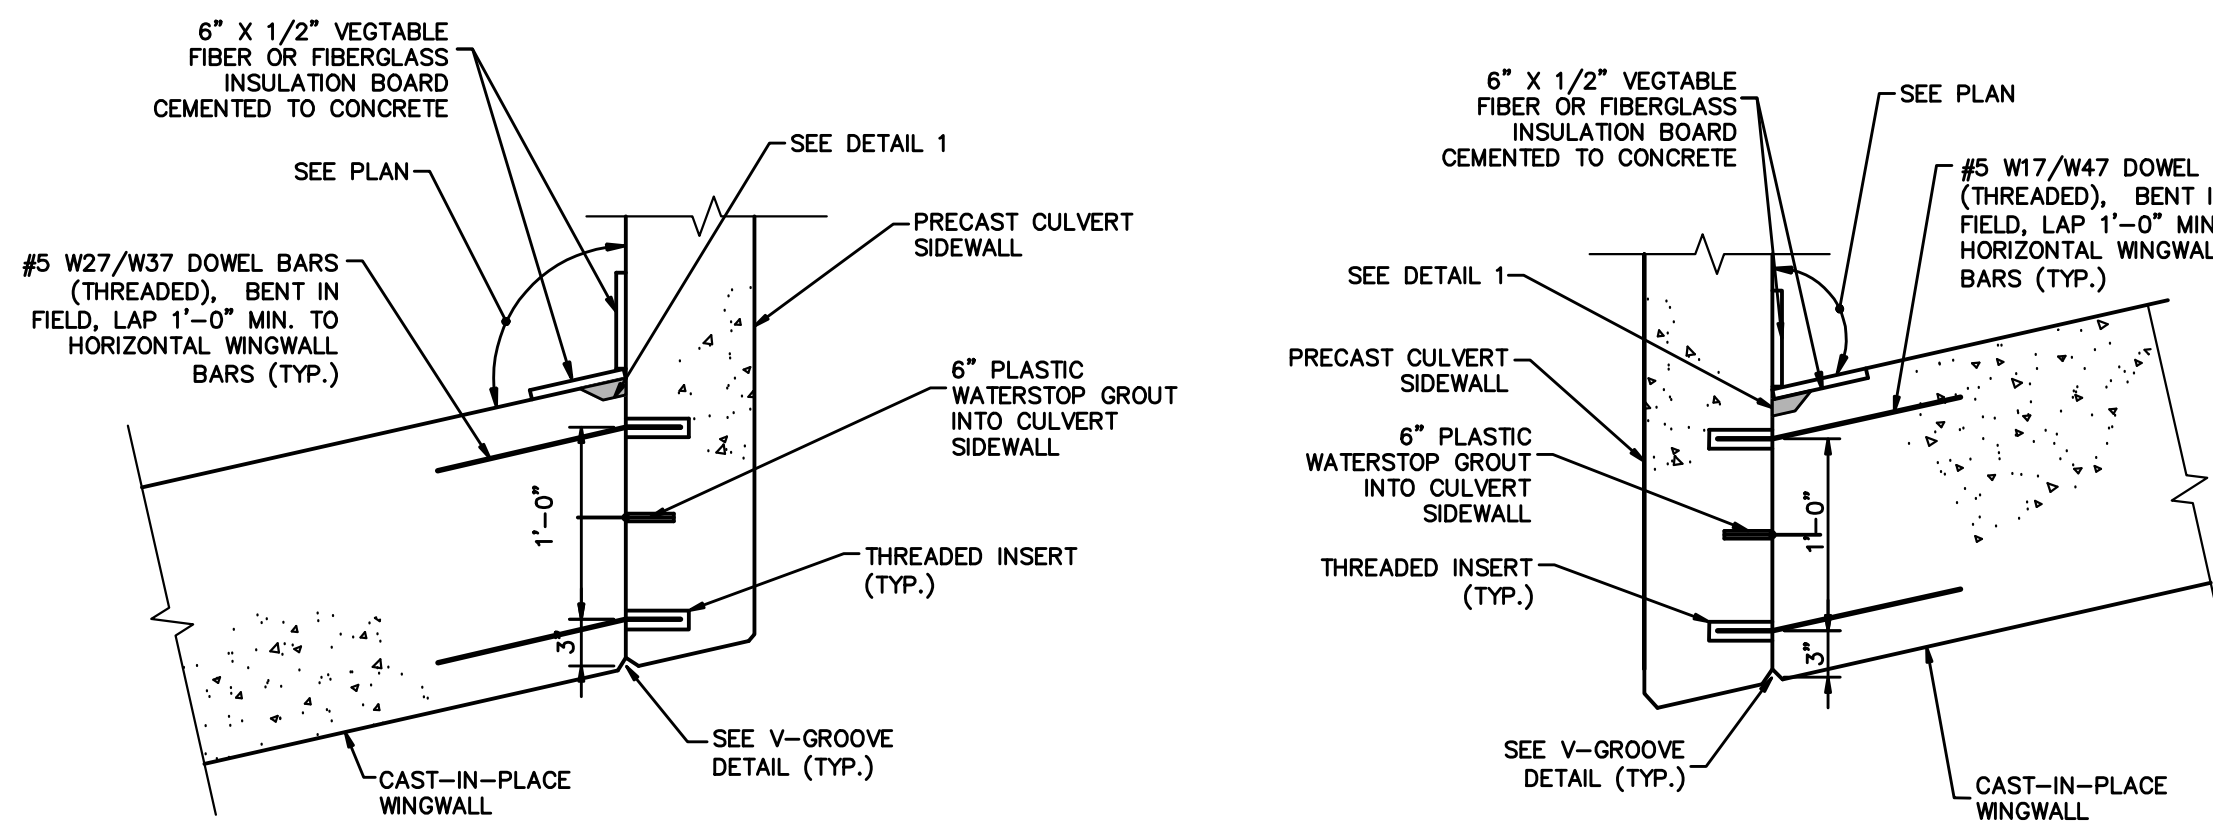 6” X 1/2” VEGTABLE
FIBER OR FIBERGLASS
INSULATION BOARD
CEMENTED TO CONCRETE
SEE PLAN
SEE DETAIL 1
#5 W27/W37 DOWEL BARS
(THREADED), BENT IN
FIELD, LAP 1’-0” MIN. TO
HORIZONTAL WINGWALL
BARS (TYP.)
PRECAST CULVERT
SIDEWALL
6” PLASTIC
WATERSTOP GROUT
INTO CULVERT
SIDEWALL
1’-0”
3”
THREADED INSERT
(TYP.)
SEE V-GROOVE
DETAIL (TYP.)
CAST-IN-PLACE
WINGWALL
6” X 1/2” VEGTABLE
FIBER OR FIBERGLASS
INSULATION BOARD
CEMENTED TO CONCRETE
SEE PLAN
#5 W17/W47 DOWEL
(THREADED), BENT
FIELD, LAP 1’-0” MIN
HORIZONTAL
BARS (TYP.)
SEE DETAIL 1
PRECAST CULVERT
SIDEWALL
6” PLASTIC
WATERSTOP GROUT
INTO CULVERT
SIDEWALL
THREADED INSERT
(TYP.)
1’-0”
3”
SEE V-GROOVE
DETAIL (TYP.)
CAST-IN-PLACE
WINGWALL